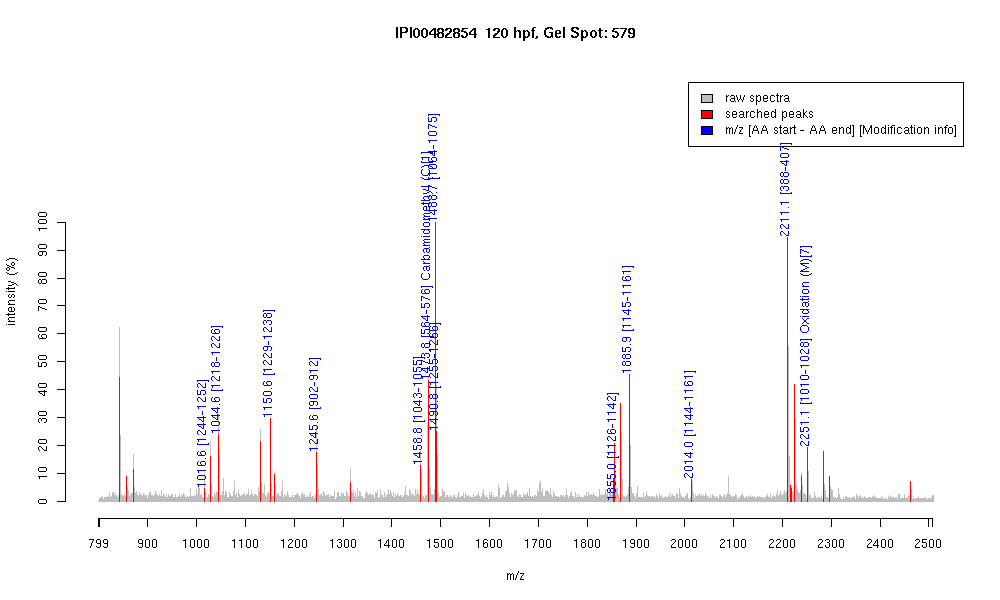 IPI00482854 120 hpf, Gel Spot: 579
raw spectra
searched peaks
m/z [AA start - AA end] [Modification info]
intensity (%)
100
90
80
70
60
50
40
30
20
10
0
1016.6 [1244-1252]
1044.6 [1218-1226]
1150.6 [1229-1238]
1245.6 [902-912]
1458.8 [1043-1055]
1473.8 [564-576] Carbamidomethyl (C)[1]
1488.7 [1064-1075]
1490.8 [1255-1266]
1855.0 [1126-1142]
1885.9 [1145-1161]
2014.0 [1144-1161]
2211.1 [388-407]
2251.1 [1010-1028] Oxidation (M)[7]
799 900 1000 1100 1200 1300 1400 1500 1600 1700 1800 1900 2000 2100 2200 2300 2400 2500
m/z